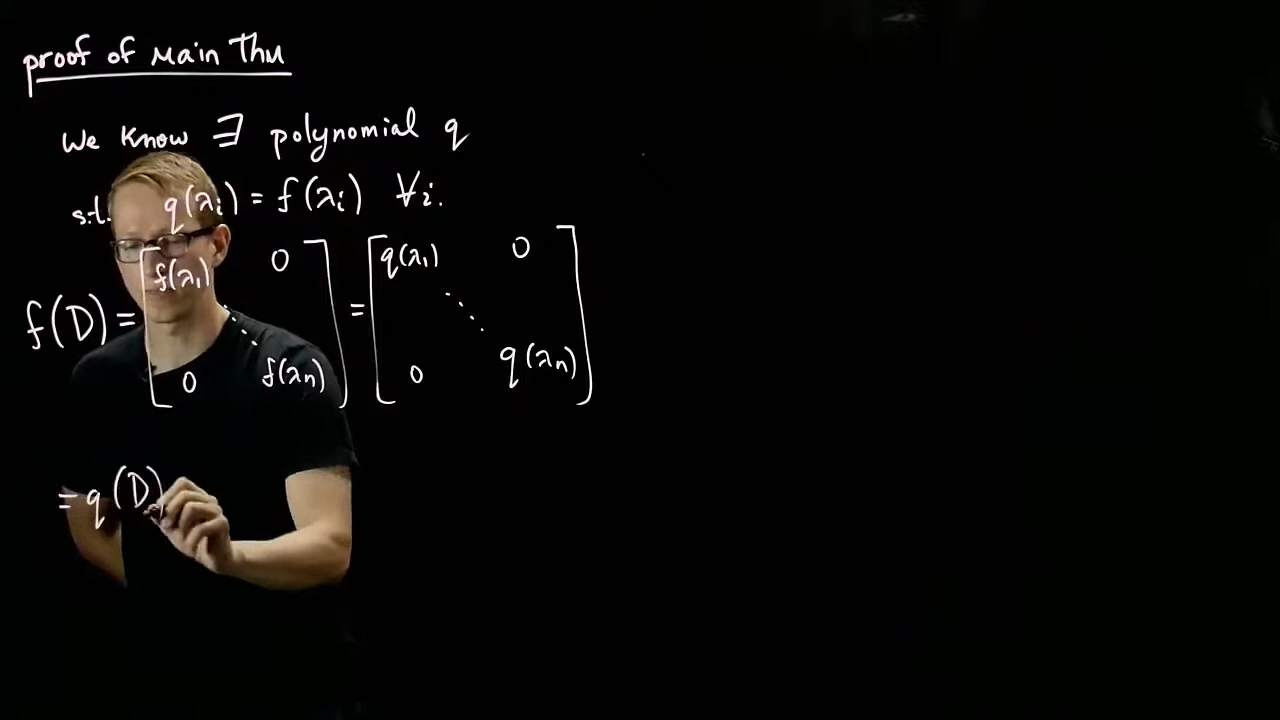 proof of Main Thm
We know ∃ polynomial q
s.t. q(λi) = f(λi) ∀i.
f(D) = [f(λ1) 0 ⋱ 0 f(λn)] = [q(λ1) 0 ⋱ 0 q(λn)]
= q(D)